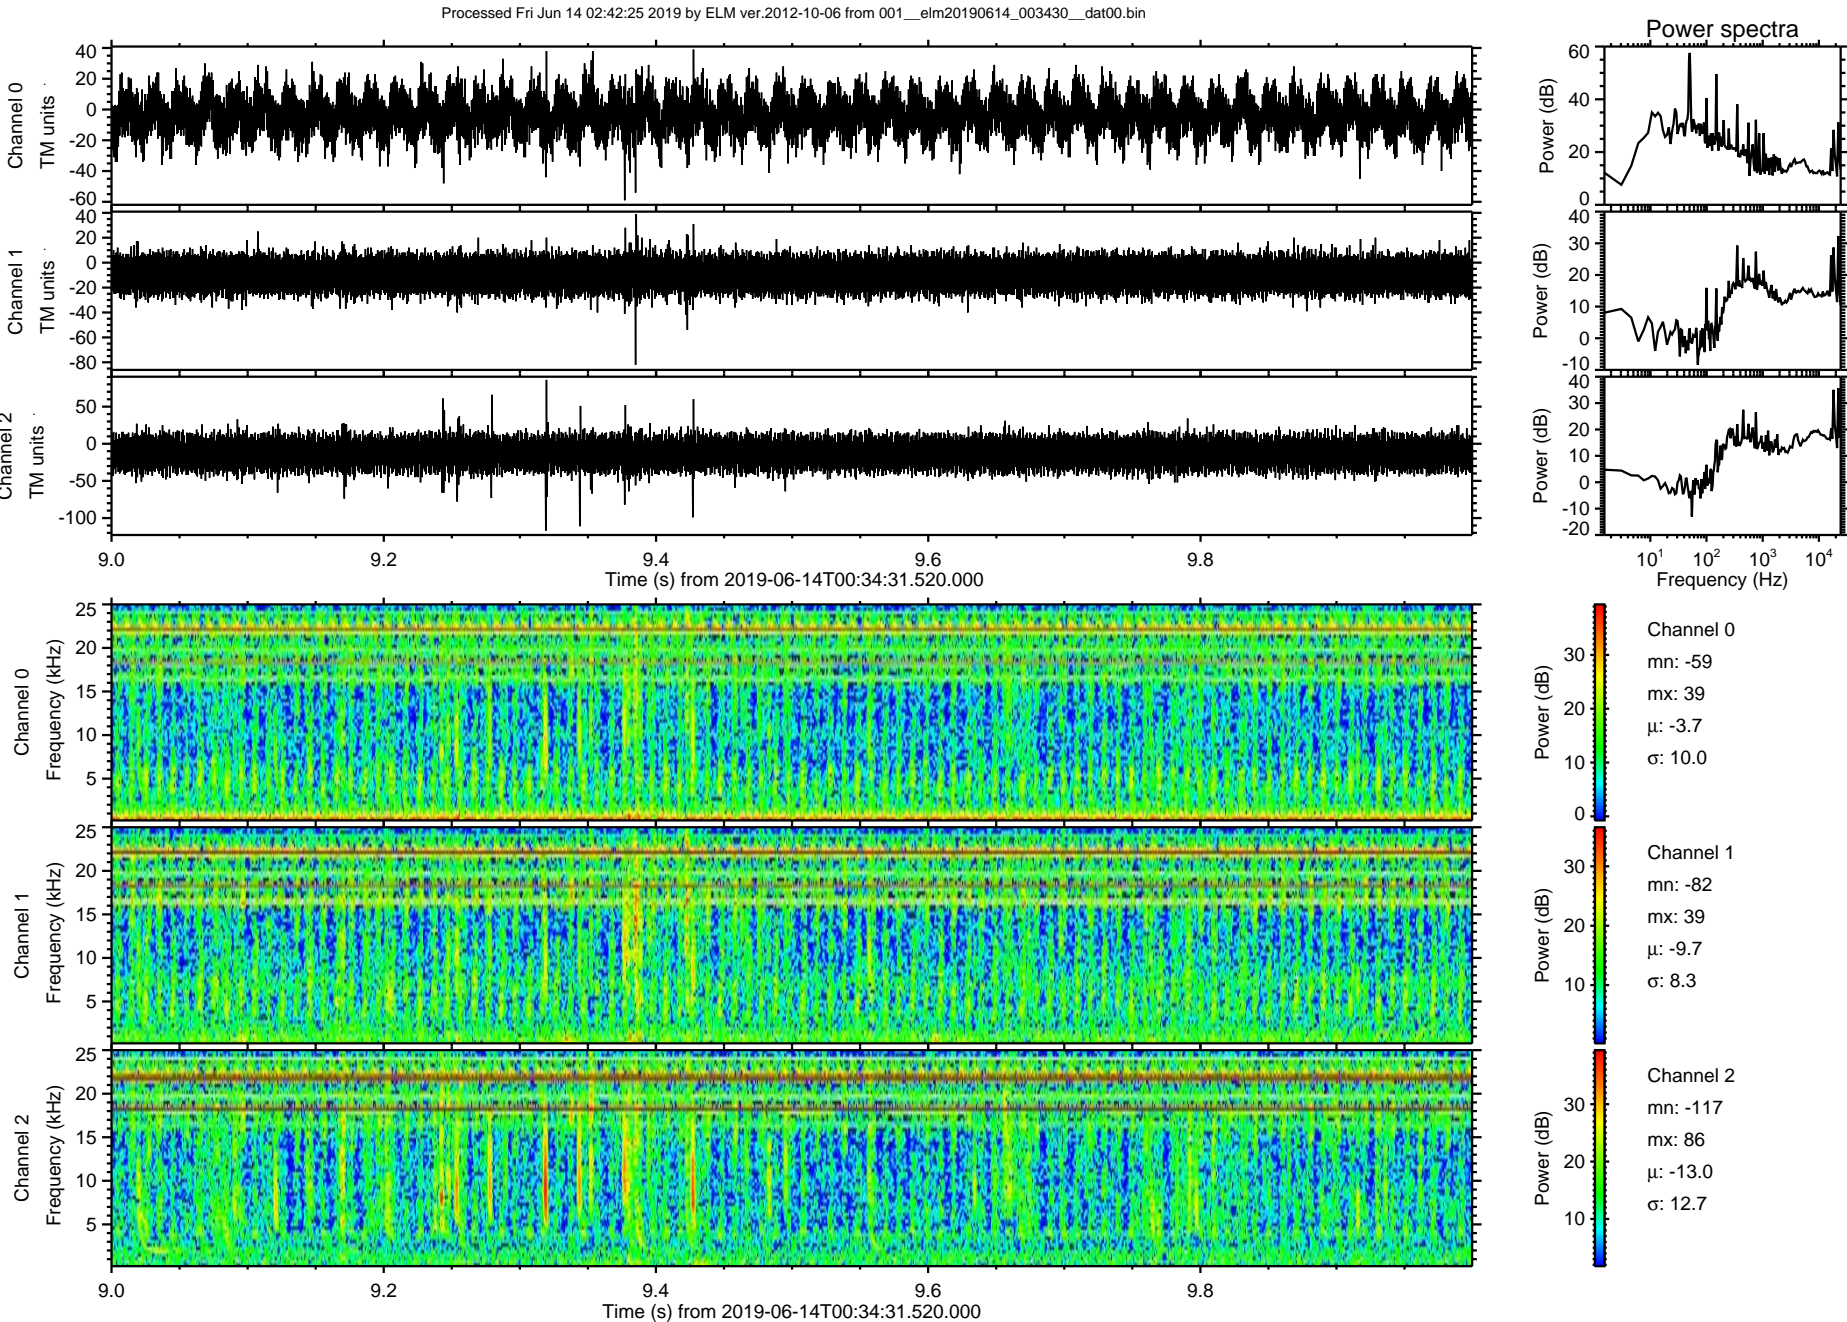 Processed Fri Jun 14 02:42:25 2019 by ELM ver.2012-10-06 from 001__elm20190614_003430__dat00.bin
Power spectra
Channel 0
TM units
40
20
0
-20
-40
-60
Power (dB)
60
40
20
0
Channel 1
TM units
40
20
0
-20
-40
-60
-80
Power (dB)
40
30
20
10
0
-10
Channel 2
TM units
50
0
-50
-100
Power (dB)
40
30
20
10
0
-10
-20
9.0 9.2 9.4 9.6 9.8
Time (s) from 2019-06-14T00:34:31.520.000
10^1 10^2 10^3 10^4
Frequency (Hz)
Channel 0
Frequency (kHz)
25
20
15
10
5
Power (dB)
30
20
10
0
Channel 0
mn: -59
mx: 39
μ: -3.7
σ: 10.0
Channel 1
Frequency (kHz)
25
20
15
10
5
Power (dB)
30
20
10
Channel 1
mn: -82
mx: 39
μ: -9.7
σ: 8.3
Channel 2
Frequency (kHz)
25
20
15
10
5
Power (dB)
30
20
10
Channel 2
mn: -117
mx: 86
μ: -13.0
σ: 12.7
9.0 9.2 9.4 9.6 9.8
Time (s) from 2019-06-14T00:34:31.520.000